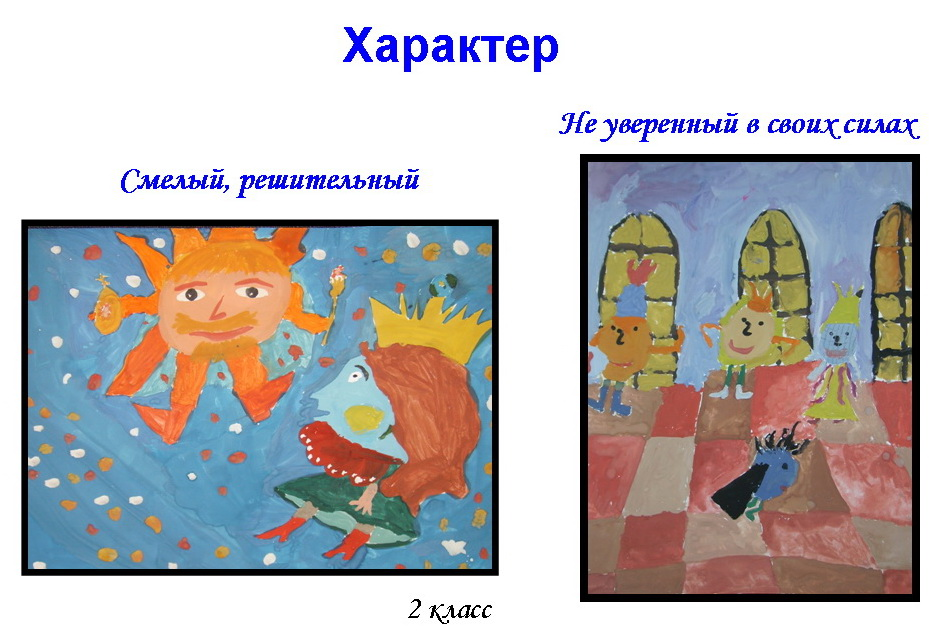 Характер
Не уверенный в своих силах
Смелый, решительный
2 класс